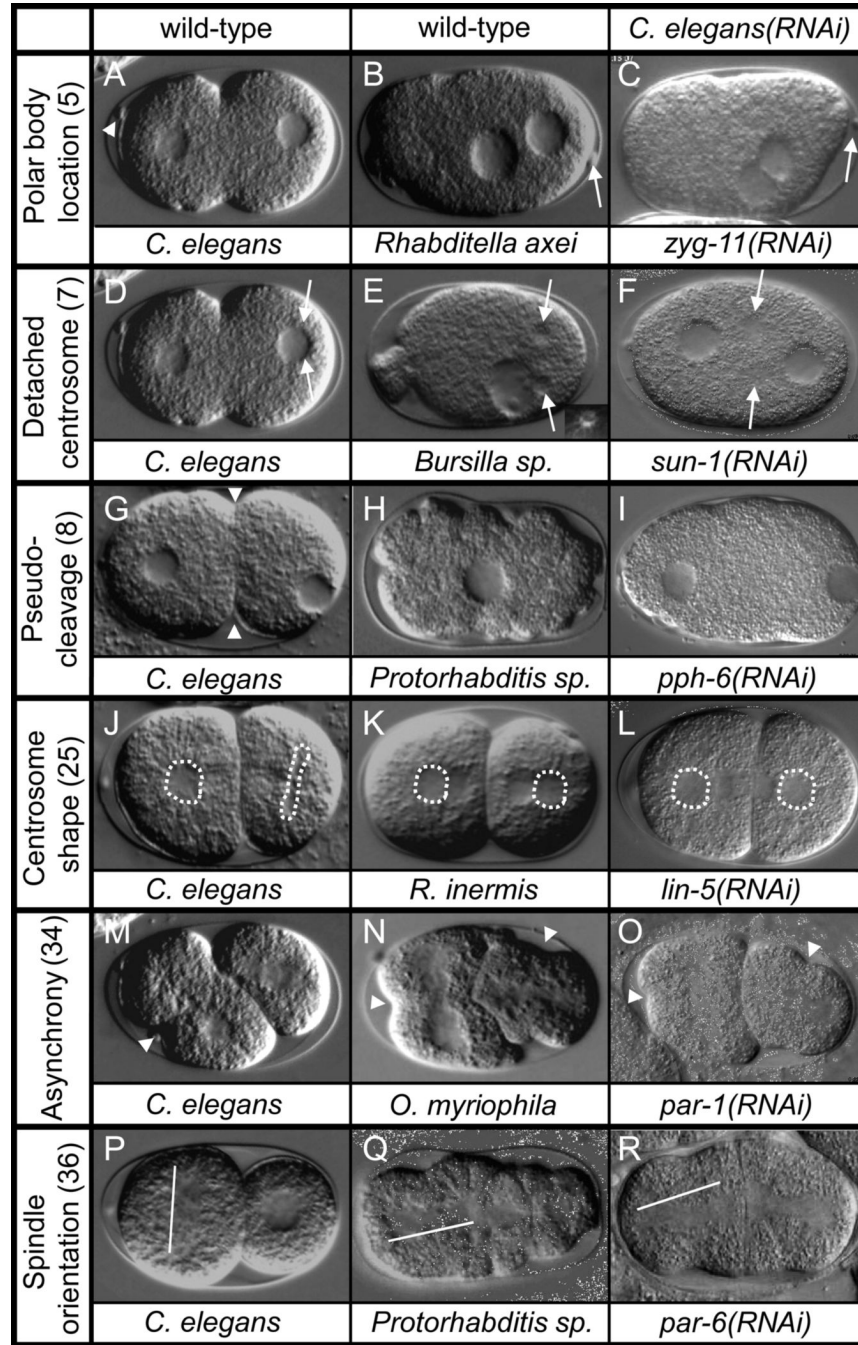 wild-type wild-type C. elegans(RNAi)
Polar body
location (5)
A B C
C. elegans Rhabditella axei zyg-11(RNAi)
Detached
centrosome (7)
D E F
C. elegans Bursilla sp. sun-1(RNAi)
Pseudo-
cleavage (8)
G H I
C. elegans Protorhabditis sp. pph-6(RNAi)
Centrosome
shape (25)
J K L
C. elegans R. inermis lin-5(RNAi)
Asynchrony (34)
M N O
C. elegans O. myriophila par-1(RNAi)
Spindle
orientation (36)
P Q R
C. elegans Protorhabditis sp. par-6(RNAi)